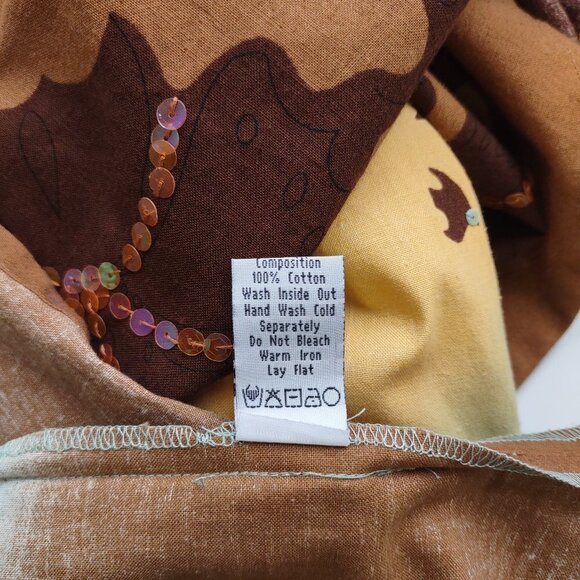 Composition
100% Cotton
Wash Inside Out
Hand Wash Cold
Separately
Do Not Bleach
Warm Iron
Lay Flat